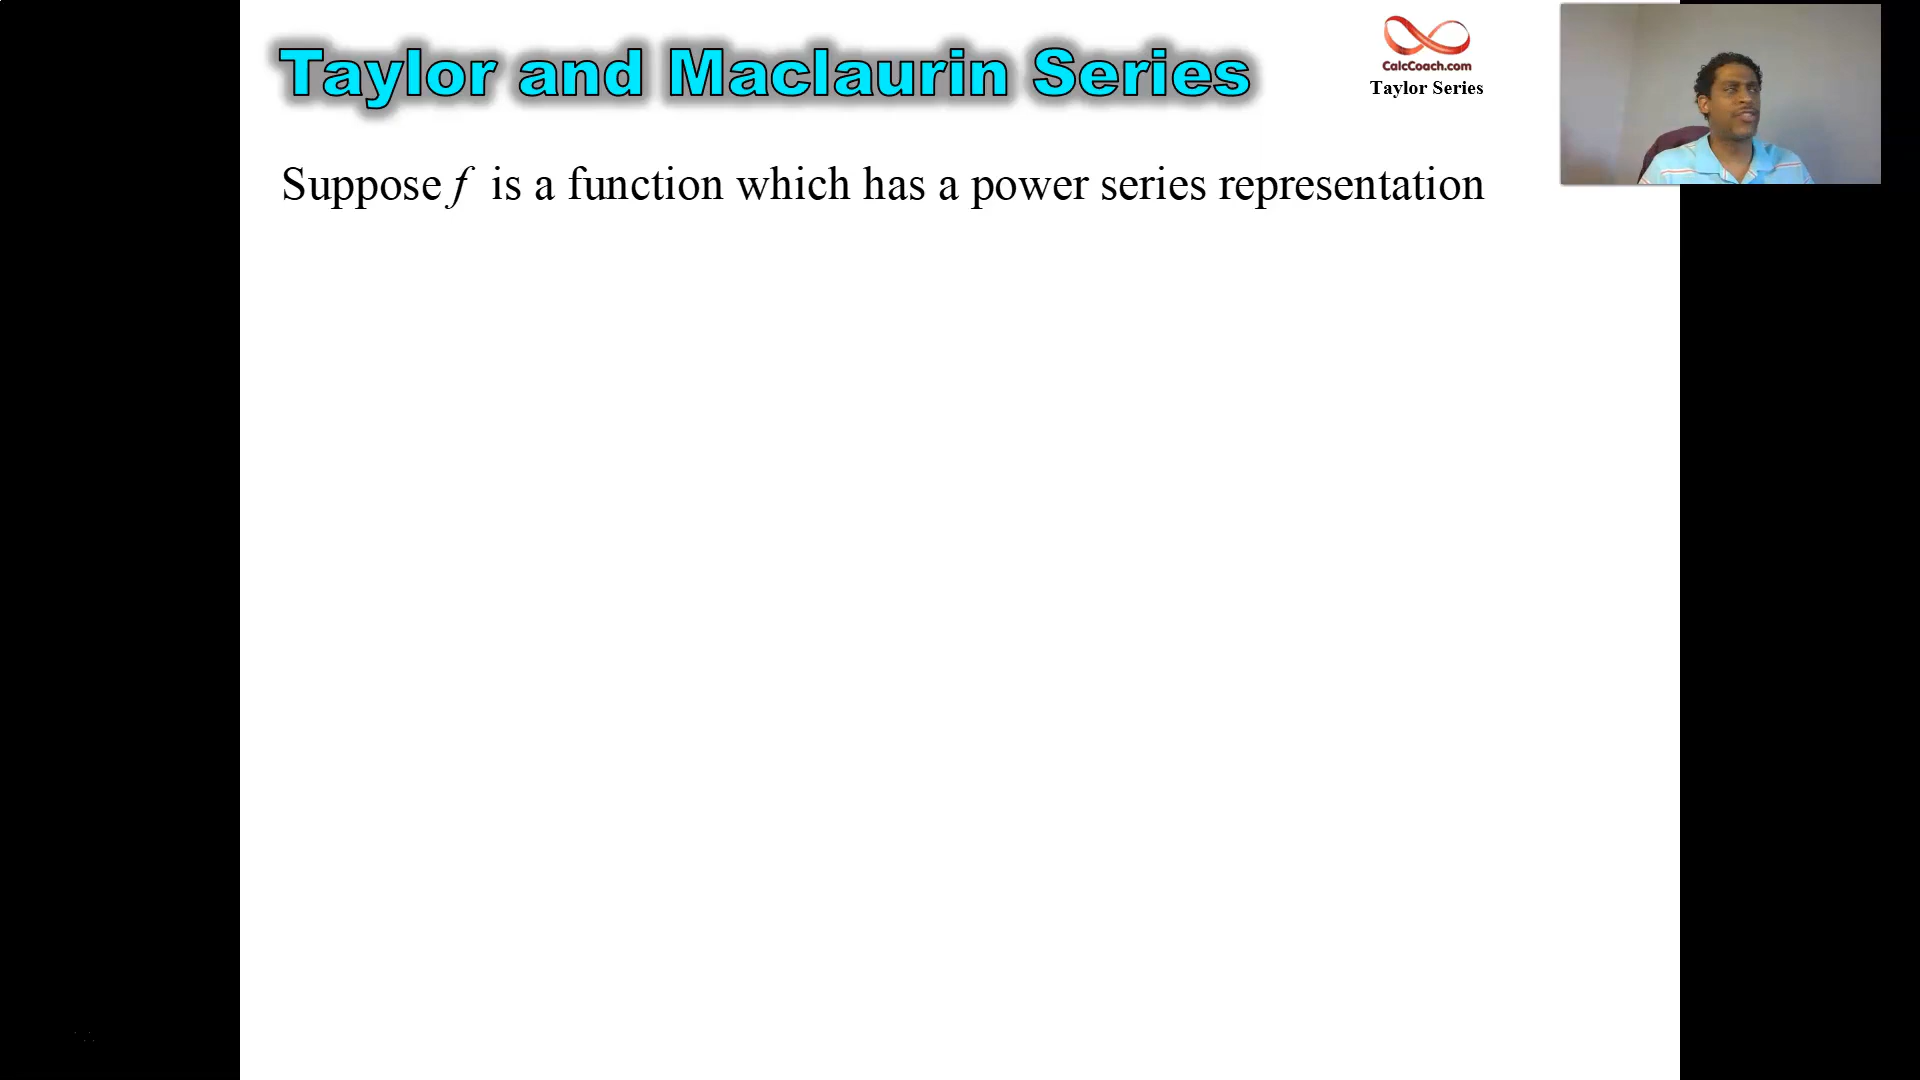 Taylor and Maclaurin Series
CalcCoach.com
Taylor Series
Suppose f is a function which has a power series representation